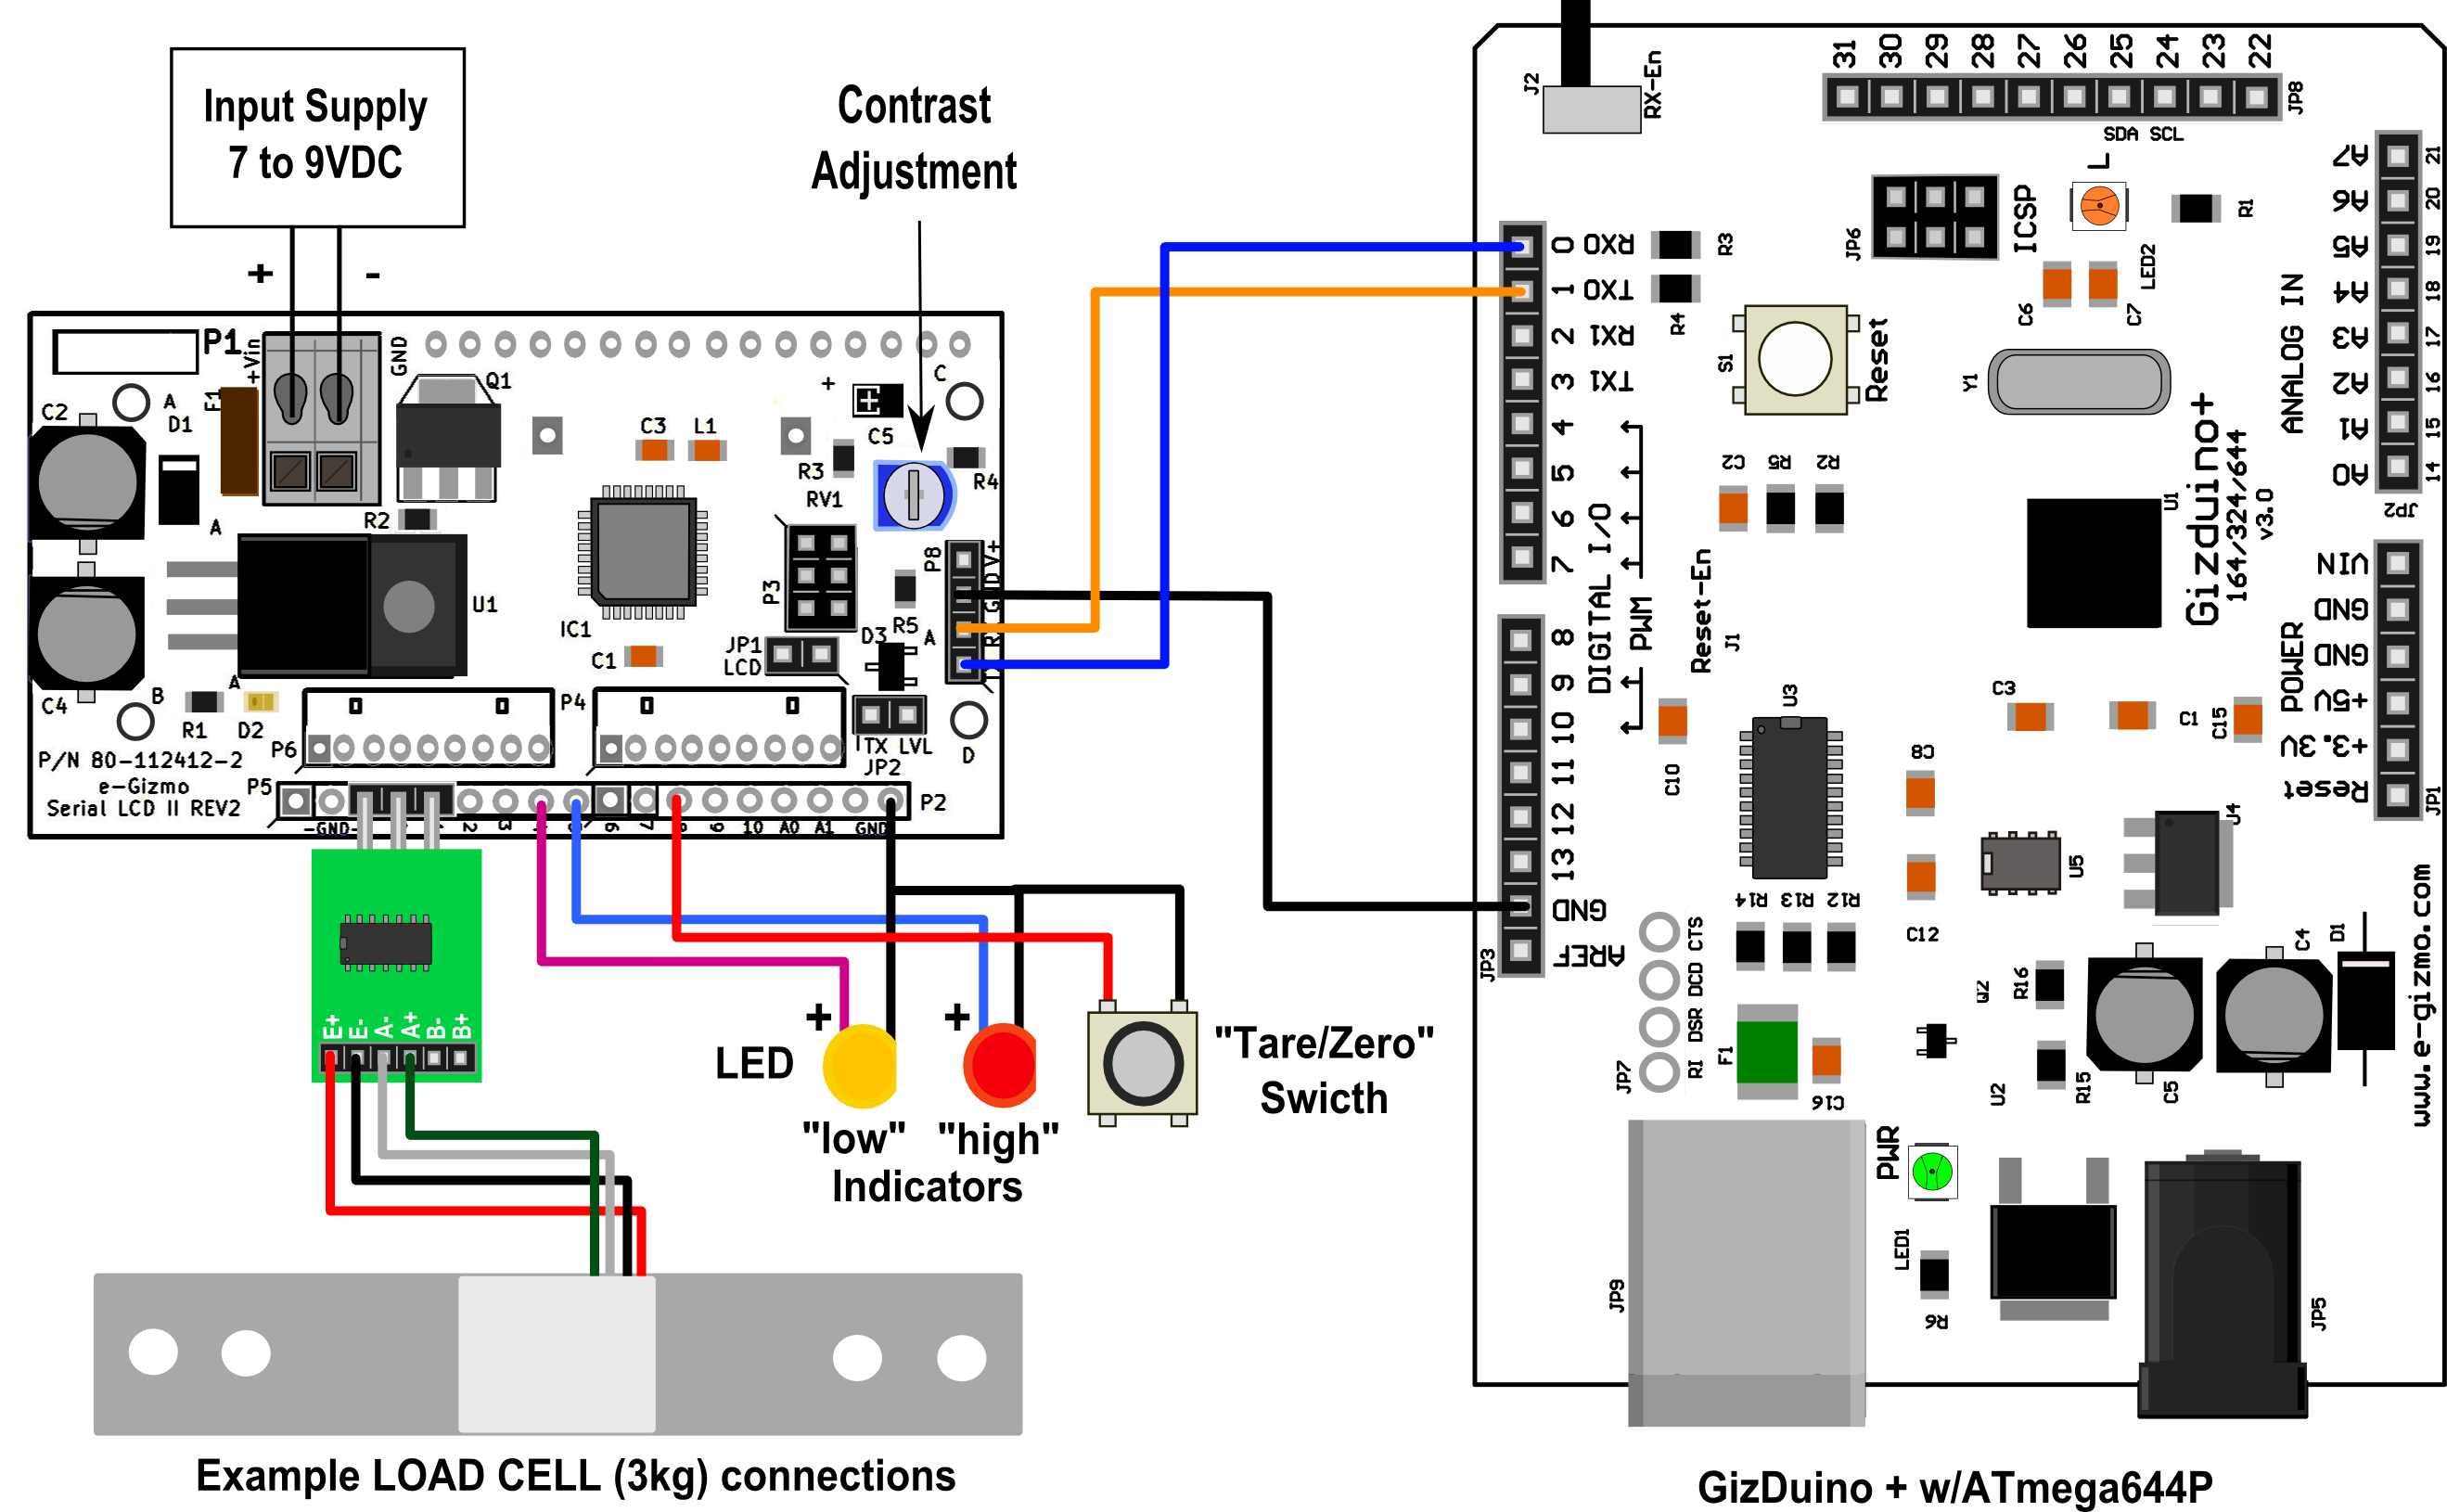 Input Supply
7 to 9VDC
+ -
Contrast
Adjustment
P1
+Vin
GND
F1
Q1
C2
A
D1
A
R2
C3 L1
+
C5
C
R3
RV1
R4
U1
IC1
C1
P3
P8
V+
GND
R
A
R5
D3
JP1
LCD
C4
B
A
R1
D2
P6
P4
TX LVL
JP2
D
P/N 80-112412-2
e-Gizmo
Serial LCD II REV2
P5
P2
-GND-
2 3 6 7 9 10 A0 A1 GND
E+ E- A- A+ B- B+
+ +
LED
"low" "high"
Indicators
"Tare/Zero"
Swicth
Example LOAD CELL (3kg) connections
J2
RX-En
31 30 29 28 27 26 25 24 23 22
JP8
SDA SCL
JP6
ICSP
L
LED2
R1
C6
C7
0 RX0
1 TX0
2 RX1
3 TX1
4
5
6
7
8
9
10
11
12
13
GND
AREF
JP3
DIGITAL I/O
PWM
R3
R4
S1
Reset
Y1
C2 R5 R2
Reset-En
J1
U1
Gizduino+
164/324/644
v3.0
ANALOG IN
A7 21
A6 20
A5 19
A4 18
A3 17
A2 16
A1 15
A0 14
JP2
POWER
VIN
GND
GND
+5V
+3.3V
Reset
JP1
C10
U3
C3
C1
C15
C8
C12
U5
U4
R14 R13 R12
CTS
DCD
DSR
RI
JP7
F1
C16
Q2
R16
U2
R15
C5
C4
D1
www.e-gizmo.com
PWR
LED1
R6
JP9
JP5
GizDuino + w/ATmega644P